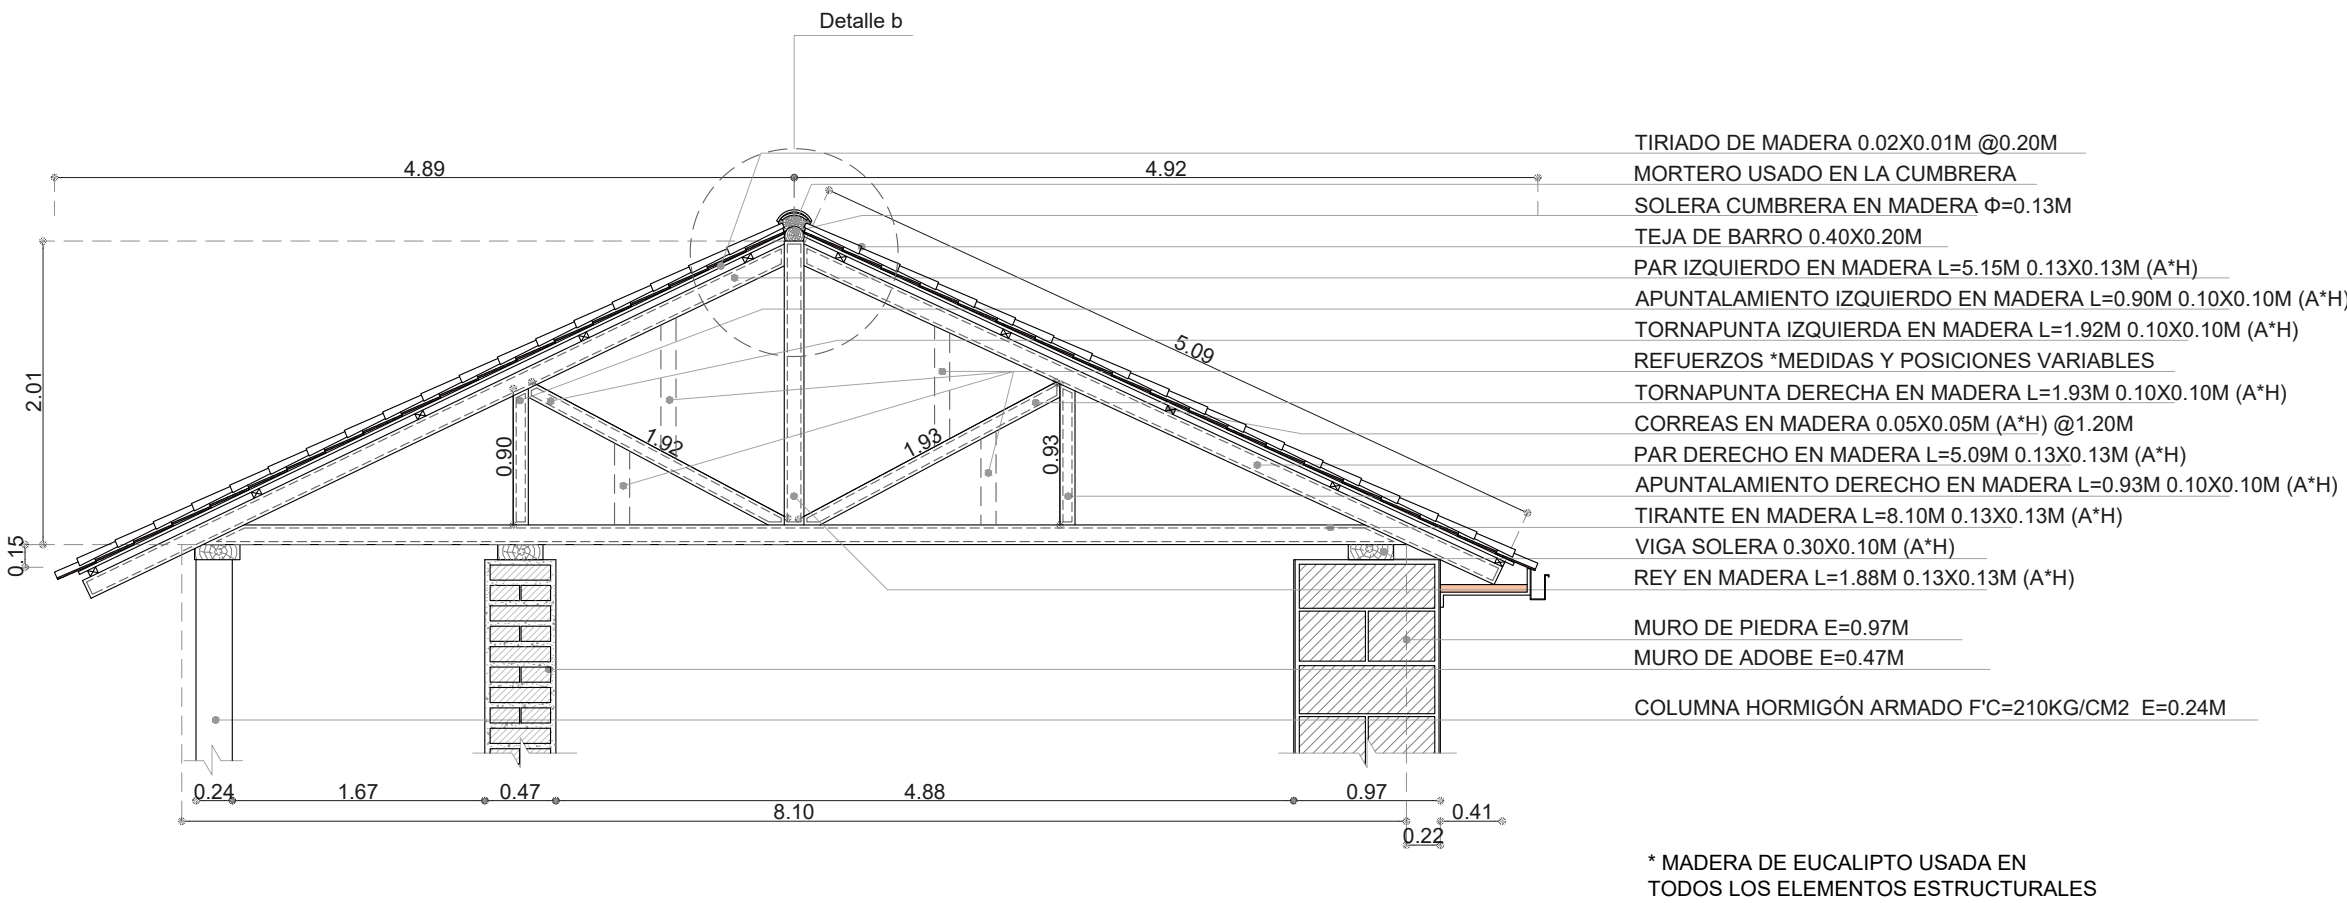 Detalle b
TIRIADO DE MADERA 0.02X0.01M @0.20M
4.89
4.92
MORTERO USADO EN LA CUMBRERA
SOLERA CUMBRERA EN MADERA Φ=0.13M
TEJA DE BARRO 0.40X0.20M
PAR IZQUIERDO EN MADERA L=5.15M 0.13X0.13M (A*H)
APUNTALAMIENTO IZQUIERDO EN MADERA L=0.90M 0.10X0.10M (A*H)
TORNAPUNTA IZQUIERDA EN MADERA L=1.92M 0.10X0.10M (A*H)
5.09
REFUERZOS *MEDIDAS Y POSICIONES VARIABLES
2.01
TORNAPUNTA DERECHA EN MADERA L=1.93M 0.10X0.10M (A*H)
CORREAS EN MADERA 0.05X0.05M (A*H) @1.20M
1.92
1.93
0.90
0.93
PAR DERECHO EN MADERA L=5.09M 0.13X0.13M (A*H)
APUNTALAMIENTO DERECHO EN MADERA L=0.93M 0.10X0.10M (A*H)
TIRANTE EN MADERA L=8.10M 0.13X0.13M (A*H)
0.15
VIGA SOLERA 0.30X0.10M (A*H)
REY EN MADERA L=1.88M 0.13X0.13M (A*H)
MURO DE PIEDRA E=0.97M
MURO DE ADOBE E=0.47M
COLUMNA HORMIGÓN ARMADO F'C=210KG/CM2 E=0.24M
0.24
1.67
0.47
4.88
0.97
8.10
0.41
0.22
* MADERA DE EUCALIPTO USADA EN
TODOS LOS ELEMENTOS ESTRUCTURALES